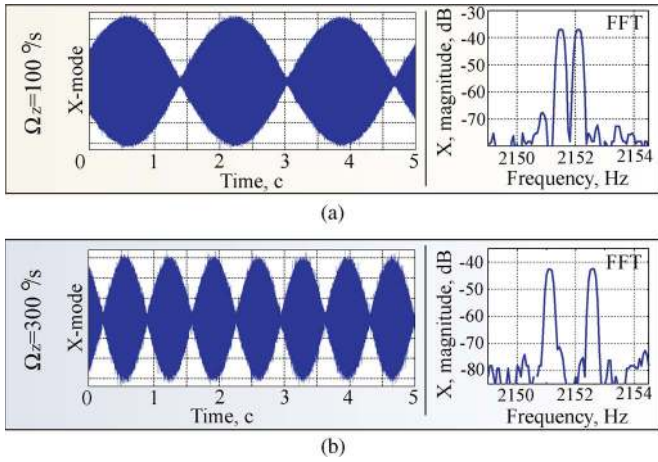 Ωz=100 °/s
X-mode
0 1 2 3 4 5
Time, c
X, magnitude, dB
-30
-40
-50
-60
-70
FFT
2150 2152 2154
Frequency, Hz
(a)
Ωz=300 °/s
X-mode
0 1 2 3 4 5
Time, c
X, magnitude, dB
-30
-40
-50
-60
-70
-80
FFT
2150 2152 2154
Frequency, Hz
(b)